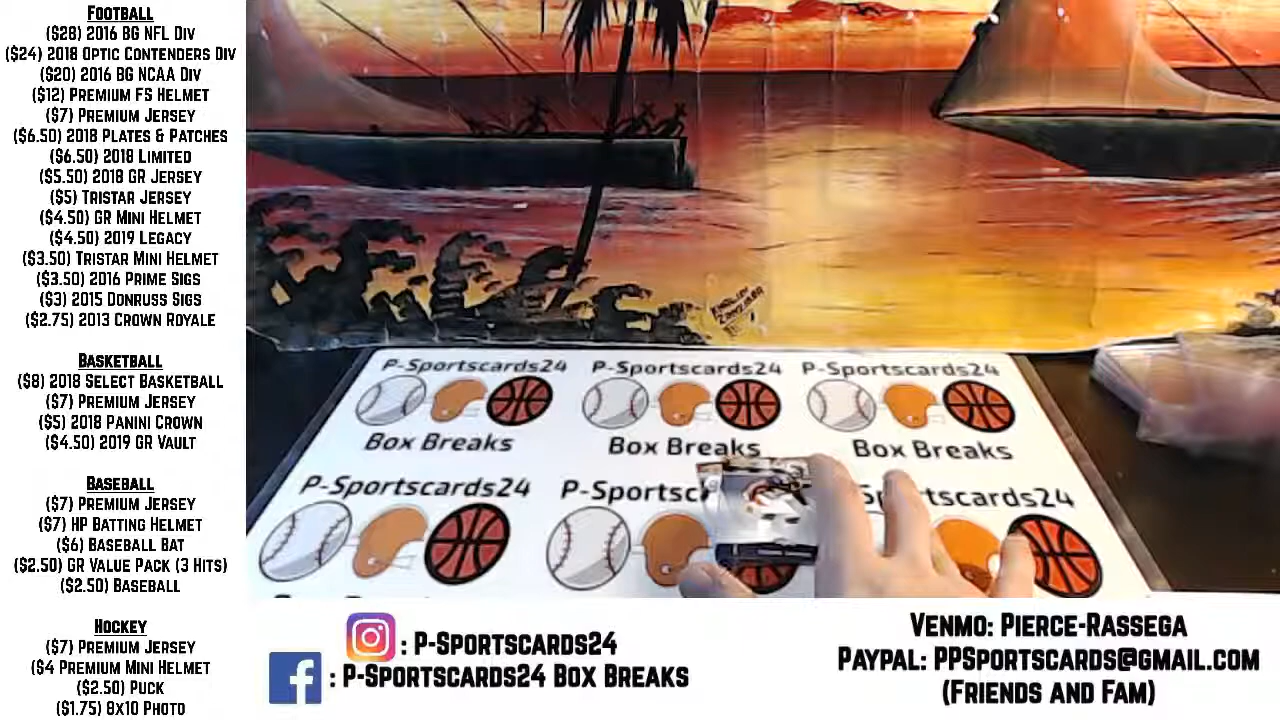 Football
($28) 2016 BG NFL Div
($24) 2018 Optic Contenders Div
($20) 2016 BG NCAA Div
($12) Premium FS Helmet
($7) Premium Jersey
($6.50) 2018 Plates & Patches
($6.50) 2018 Limited
($5.50) 2018 GR Jersey
($5) Tristar Jersey
($4.50) GR Mini Helmet
($4.50) 2019 Legacy
($3.50) Tristar Mini Helmet
($3.50) 2016 Prime Sigs
($3) 2015 Donruss Sigs
($2.75) 2013 Crown Royale
Basketball
($8) 2018 Select Basketball
($7) Premium Jersey
($5) 2018 Panini Crown
($4.50) 2019 GR Vault
Baseball
($7) Premium Jersey
($7) HP Batting Helmet
($6) Baseball Bat
($2.50) GR Value Pack (3 Hits)
($2.50) Baseball
Hockey
($7) Premium Jersey
($4 Premium Mini Helmet
($2.50) Puck
($1.75) 8x10 Photo
P-Sportscards24 P-Sportscards24 P-Sportscards24
Box Breaks Box Breaks Box Breaks
P-Sportscards24 P-Sportsc tscards24
: P-Sportscards24
: P-Sportscards24 Box Breaks
Venmo: Pierce-Rassega
Paypal: PPSportscards@gmail.com
(Friends and Fam)